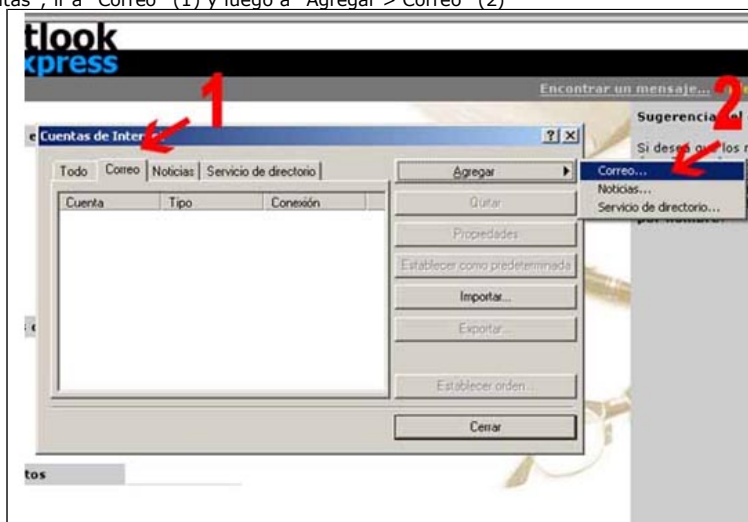 ir a "Correo" (1) y luego a "Agregar > Correo" (2)
tlook
xpress
Encontrar un mensaje...
1
2
Sugerencia
Cuentas de Inter
Si desea que los
Todo Correo Noticias Servicio de directorio
Agregar
Correo...
Noticias...
Servicio de directorio...
Cuenta Tipo Conexión
Quitar
Propiedades
por nombre.
Establecer como predeterminada
Importar...
Exportar...
Establecer orden...
Cerrar
tos